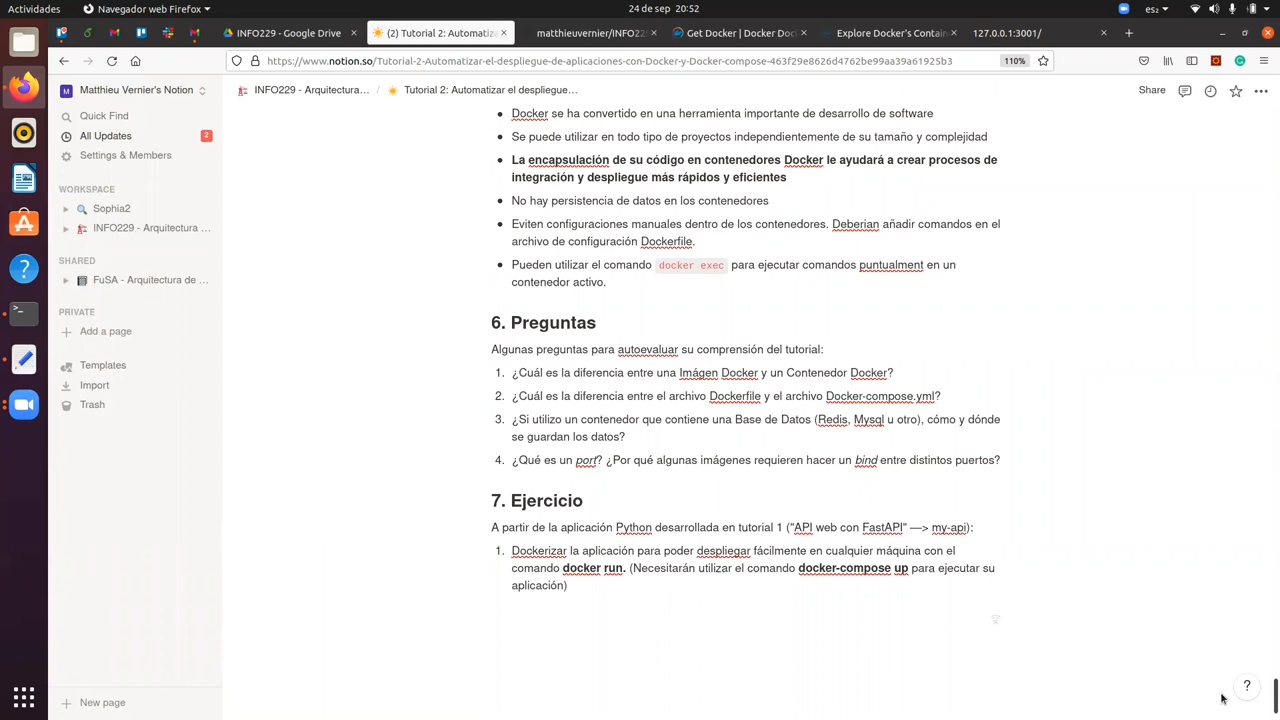 Actividades
Navegador web Firefox
24 de sep 20:52
es₂
INFO229 - Google Drive
(2) Tutorial 2: Automatiz
matthieuvernier/INFO22
Get Docker | Docker Doc
Explore Docker's Contain
127.0.0.1:3001/
https://www.notion.so/Tutorial-2-Automatizar-el-despliegue-de-aplicaciones-con-Docker-y-Docker-compose-463f29e8626d4762be99aa39a61925b3
110%
M Matthieu Vernier's Notion
INFO229 - Arquitectura... / Tutorial 2: Automatizar el despliegue...
Share
Quick Find
All Updates 2
Settings & Members
WORKSPACE
Sophia2
INFO229 - Arquitectura ...
SHARED
FuSA - Arquitectura de ...
PRIVATE
Add a page
Templates
Import
Trash
New page
Docker se ha convertido en una herramienta importante de desarrollo de software
Se puede utilizar en todo tipo de proyectos independientemente de su tamaño y complejidad
La encapsulación de su código en contenedores Docker le ayudará a crear procesos de
integración y despliegue más rápidos y eficientes
No hay persistencia de datos en los contenedores
Eviten configuraciones manuales dentro de los contenedores. Deberian añadir comandos en el
archivo de configuración Dockerfile.
Pueden utilizar el comando docker exec para ejecutar comandos puntualment en un
contenedor activo.
6. Preguntas
Algunas preguntas para autoevaluar su comprensión del tutorial:
1. ¿Cuál es la diferencia entre una Imágen Docker y un Contenedor Docker?
2. ¿Cuál es la diferencia entre el archivo Dockerfile y el archivo Docker-compose.yml?
3. ¿Si utilizo un contenedor que contiene una Base de Datos (Redis, Mysql u otro), cómo y dónde
se guardan los datos?
4. ¿Qué es un port? ¿Por qué algunas imágenes requieren hacer un bind entre distintos puertos?
7. Ejercicio
A partir de la aplicación Python desarrollada en tutorial 1 ("API web con FastAPI" —> my-api):
1. Dockerizar la aplicación para poder despliegar fácilmente en cualquier máquina con el
comando docker run. (Necesitarán utilizar el comando docker-compose up para ejecutar su
aplicación)
?